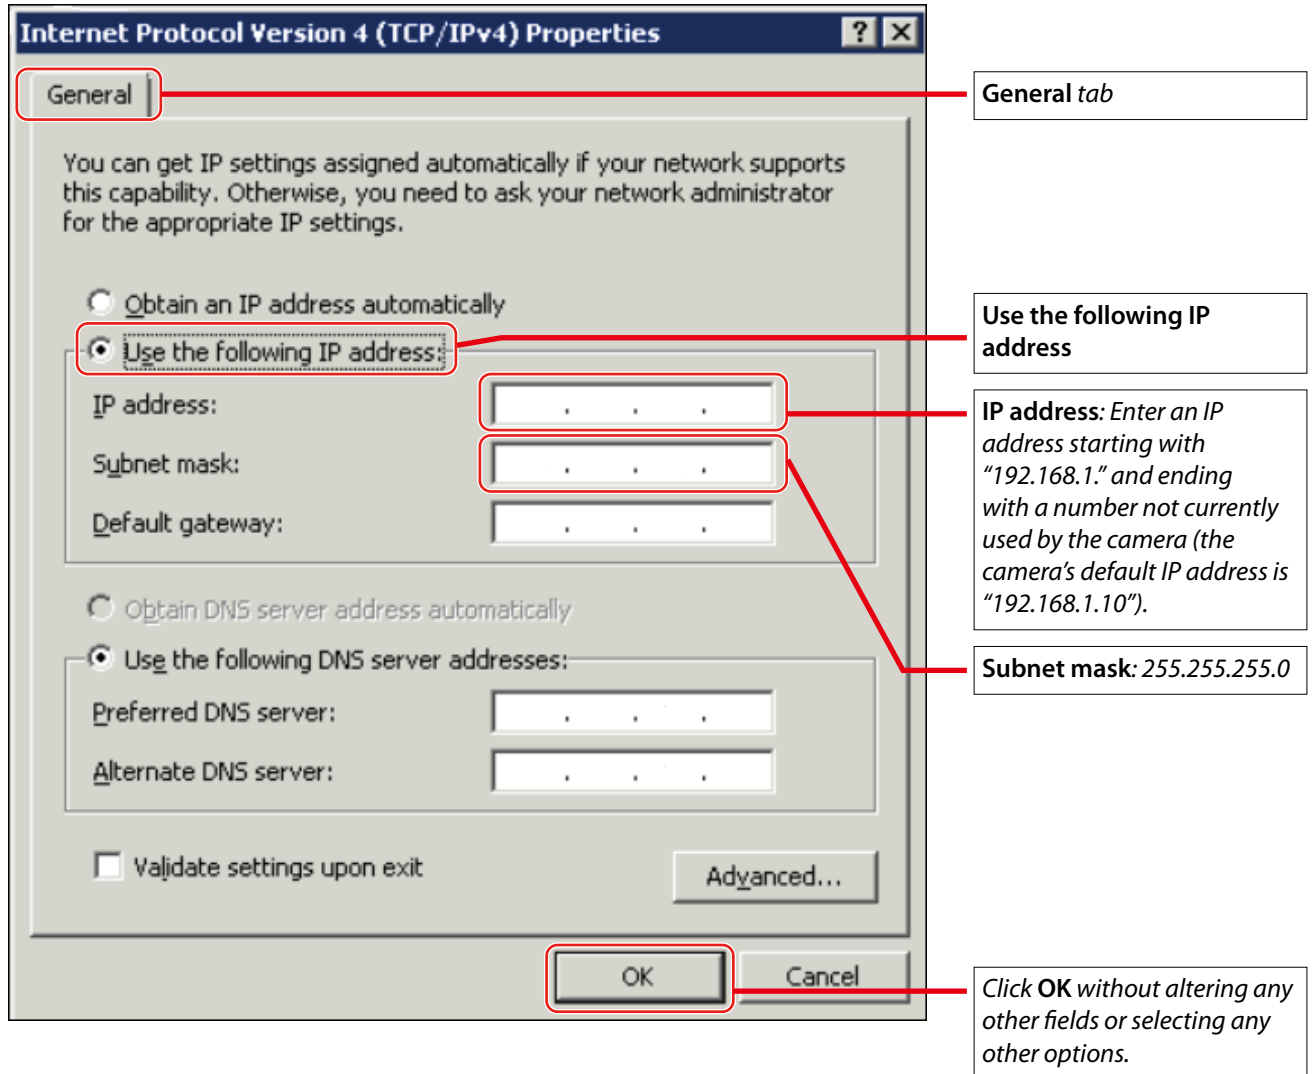 Internet Protocol Version 4 (TCP/IPv4) Properties
General
General tab
You can get IP settings assigned automatically if your network supports
this capability. Otherwise, you need to ask your network administrator
for the appropriate IP settings.
Obtain an IP address automatically
Use the following IP address:
Use the following IP
address
IP address:
Subnet mask:
Default gateway:
IP address: Enter an IP
address starting with
“192.168.1.” and ending
with a number not currently
used by the camera (the
camera’s default IP address is
“192.168.1.10”).
Obtain DNS server address automatically
Use the following DNS server addresses:
Subnet mask: 255.255.255.0
Preferred DNS server:
Alternate DNS server:
Validate settings upon exit
Advanced...
OK
Cancel
Click OK without altering any
other fields or selecting any
other options.